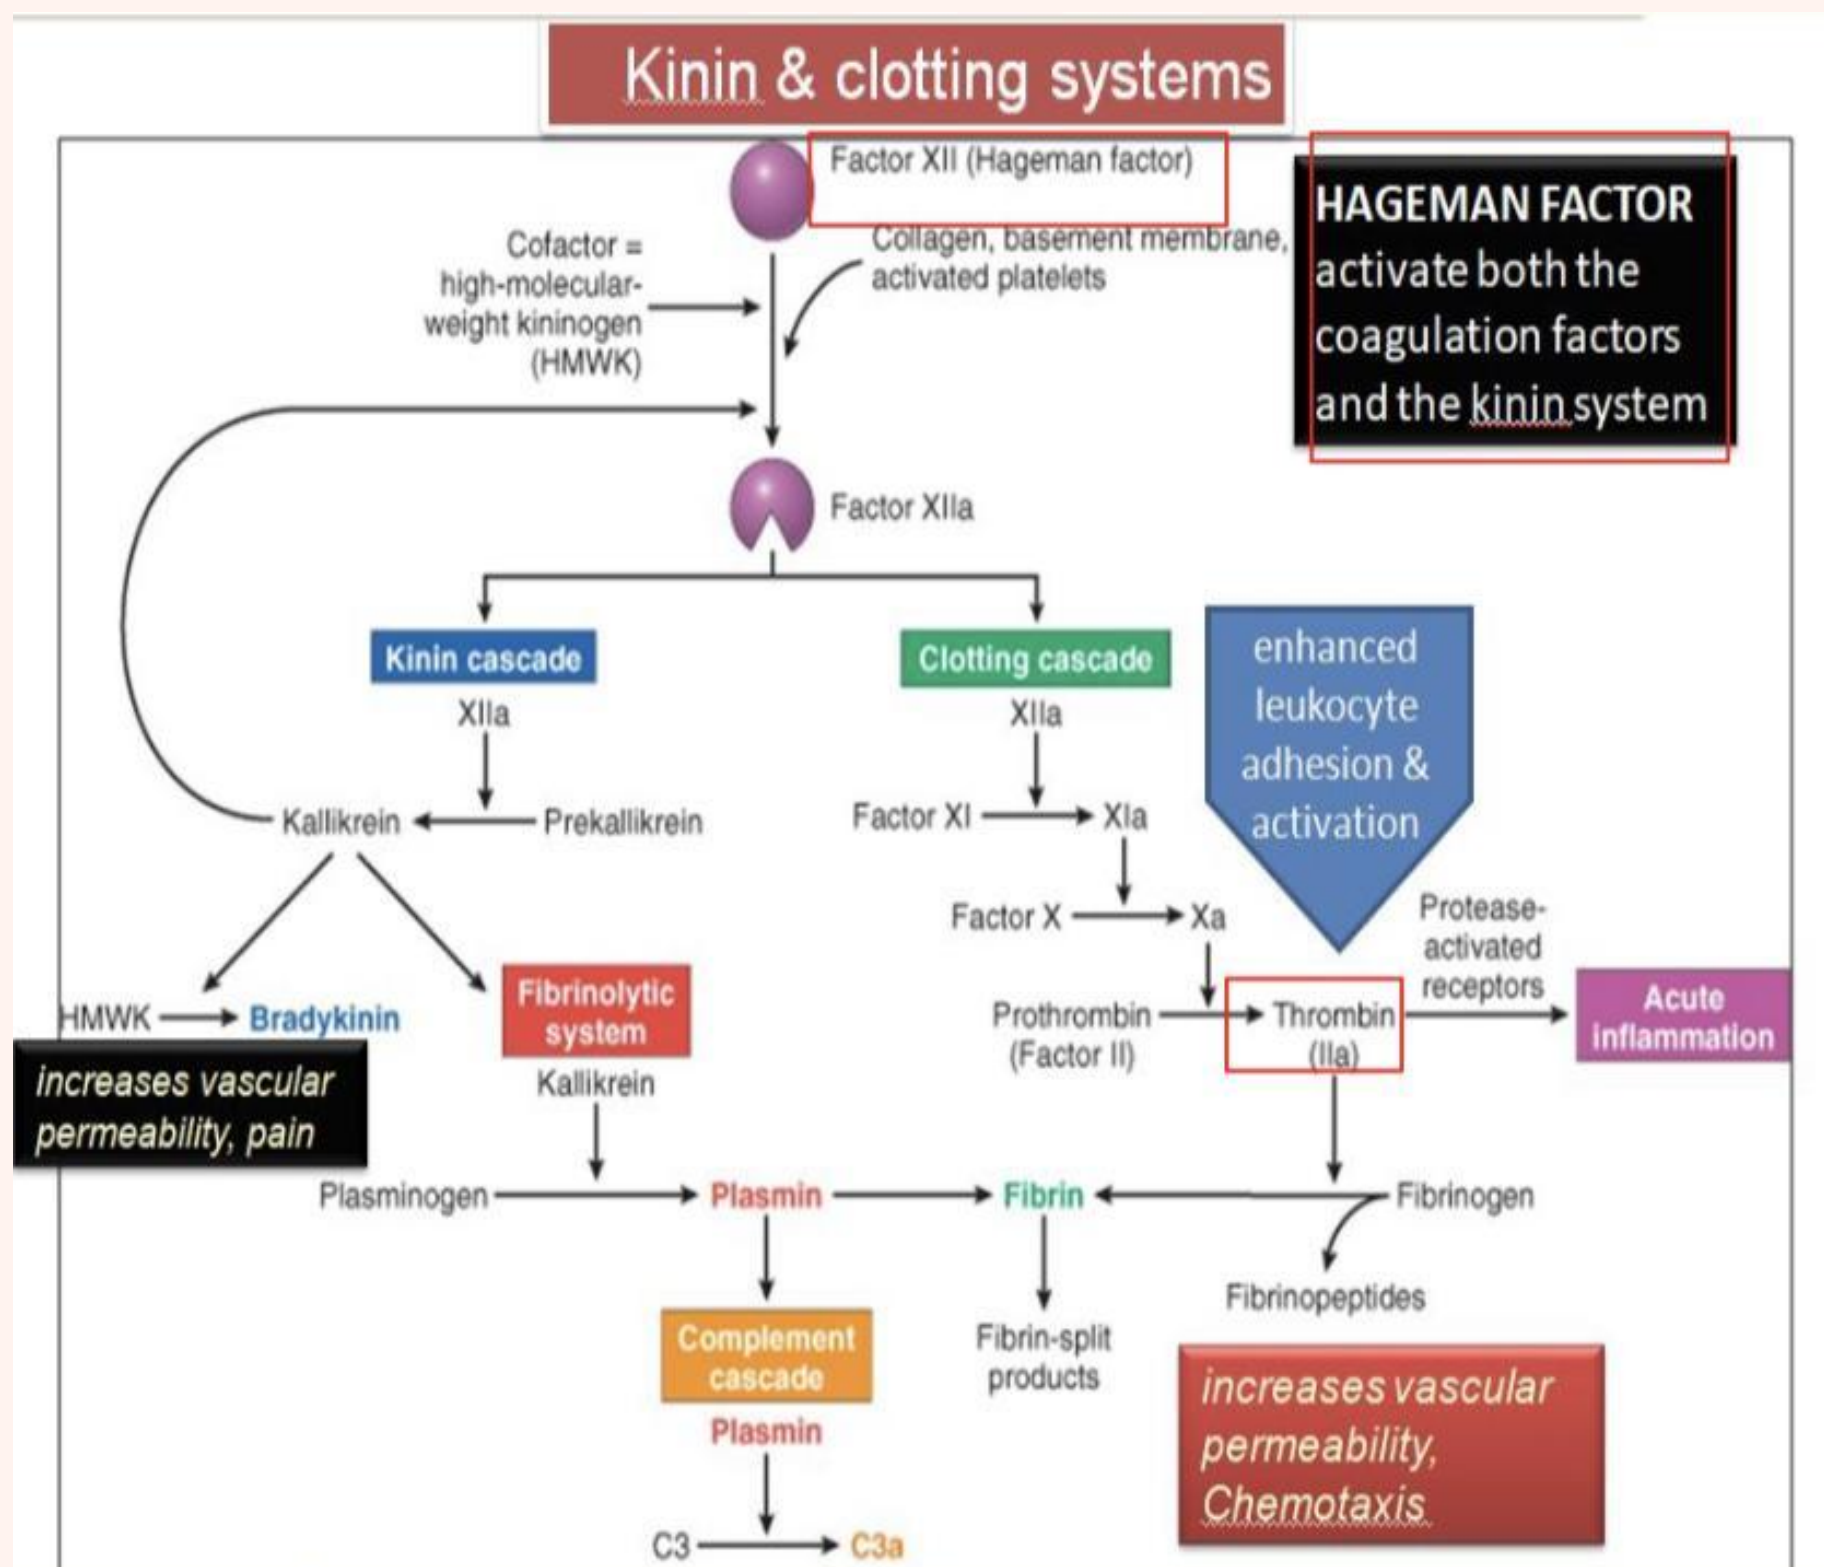 Kinin & clotting systems
Factor XII (Hageman factor)
HAGEMAN FACTOR
activate both the
coagulation factors
and the kinin system
Cofactor =
high-molecular-
weight kininogen
(HMWK)
Collagen, basement membrane,
activated platelets
Factor XIIa
Kinin cascade
XIIa
Kallikrein
Prekallikrein
Clotting cascade
XIIa
Factor XI
XIa
Factor X
Xa
enhanced
leukocyte
adhesion &
activation
Protease-
activated
receptors
HMWK
Bradykinin
increases vascular
permeability, pain
Fibrinolytic
system
Kallikrein
Prothrombin
(Factor II)
Thrombin
(IIa)
Acute
inflammation
Plasminogen
Plasmin
Fibrin
Fibrinogen
Fibrinopeptides
Complement
cascade
Plasmin
C3
C3a
Fibrin-split
products
increases vascular
permeability,
Chemotaxis